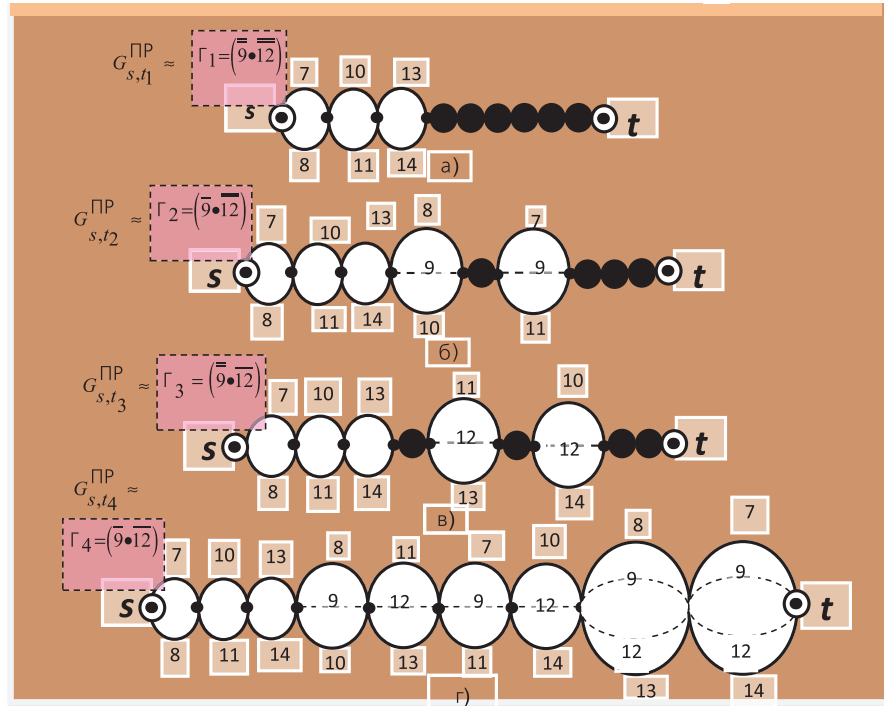 G^ПР_s,t1 ≈ Γ1=(9̿•1̿2̿)
7 10 13
s t
8 11 14 а)
G^ПР_s,t2 ≈ Γ2=(9̅•1̿2̿)
7 10 13 8 7
s 9 9 t
8 11 14 10 11
б)
G^ПР_s,t3 ≈ Γ3 =(9̿•1̅2̅)
7 10 13 11 10
s 12 12 t
8 11 14 13 14
в)
G^ПР_s,t4 ≈
Γ4=(9̅•1̅2̅)
7 10 13 8 11 7 10 8 7
9 9
s 9 12 9 12 t
12 12
8 11 14 10 13 11 14 13 14
г)